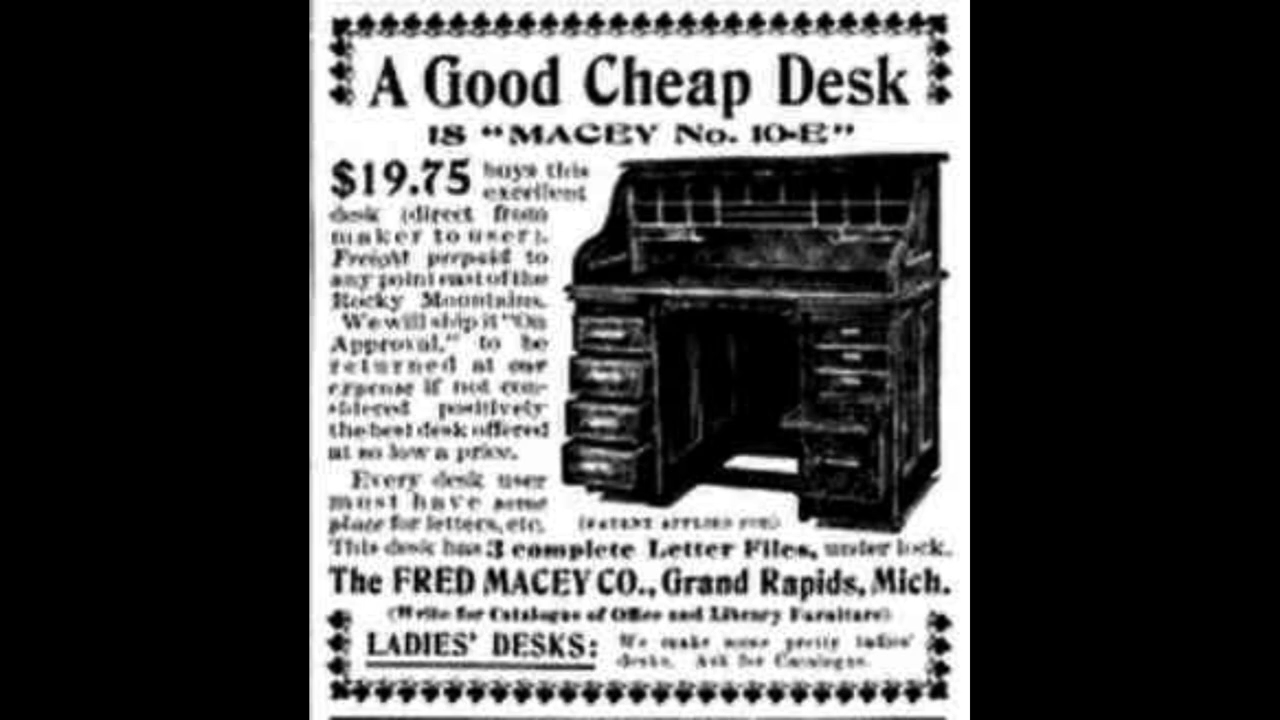 A Good Cheap Desk
IS "MACEY No. 10-E"
$19.75 buys this
excellent
desk (direct from
maker to user).
Freight prepaid to
any point east of the
Rocky Mountains.
We will ship it "On
Approval," to be
returned at our
expense if not con-
sidered positively
the best desk offered
at so low a price.
Every desk user
must have some
place for letters, etc.
(PATENT APPLIED FOR)
This desk has 3 complete Letter Files, under lock.
The FRED MACEY CO., Grand Rapids, Mich.
(Write for Catalogue of Office and Library Furniture)
LADIES' DESKS: We make some pretty ladies'
desks. Ask for Catalogue.